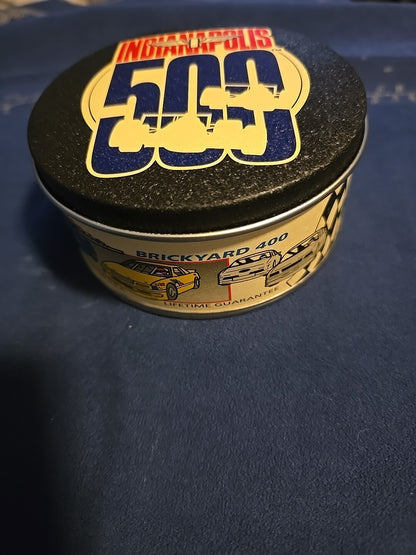 INDIANAPOLIS
500
BRICKYARD 400
LIFETIME GUARANTEE